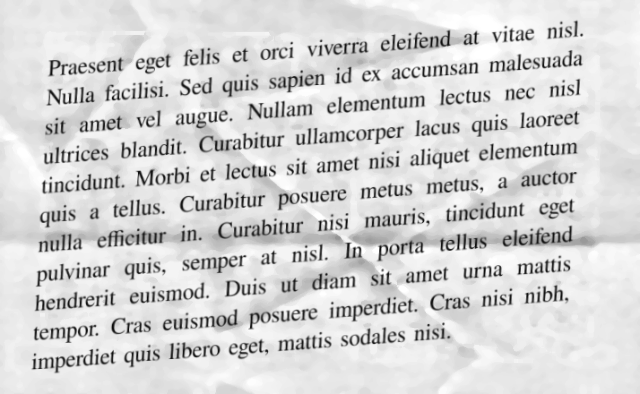 Praesent eget felis et orci viverra eleifend at vitae nisl.
Nulla facilisi. Sed quis sapien id ex accumsan malesuada
sit amet vel augue. Nullam elementum lectus nec nisl
ultrices blandit. Curabitur ullamcorper lacus quis laoreet
tincidunt. Morbi et lectus sit amet nisi aliquet elementum
quis a tellus. Curabitur posuere metus metus, a auctor
nulla efficitur in. Curabitur nisi mauris, tincidunt eget
pulvinar quis, semper at nisl. In porta tellus eleifend
hendrerit euismod. Duis ut diam sit amet urna mattis
tempor. Cras euismod posuere imperdiet. Cras nisi nibh,
imperdiet quis libero eget, mattis sodales nisi.